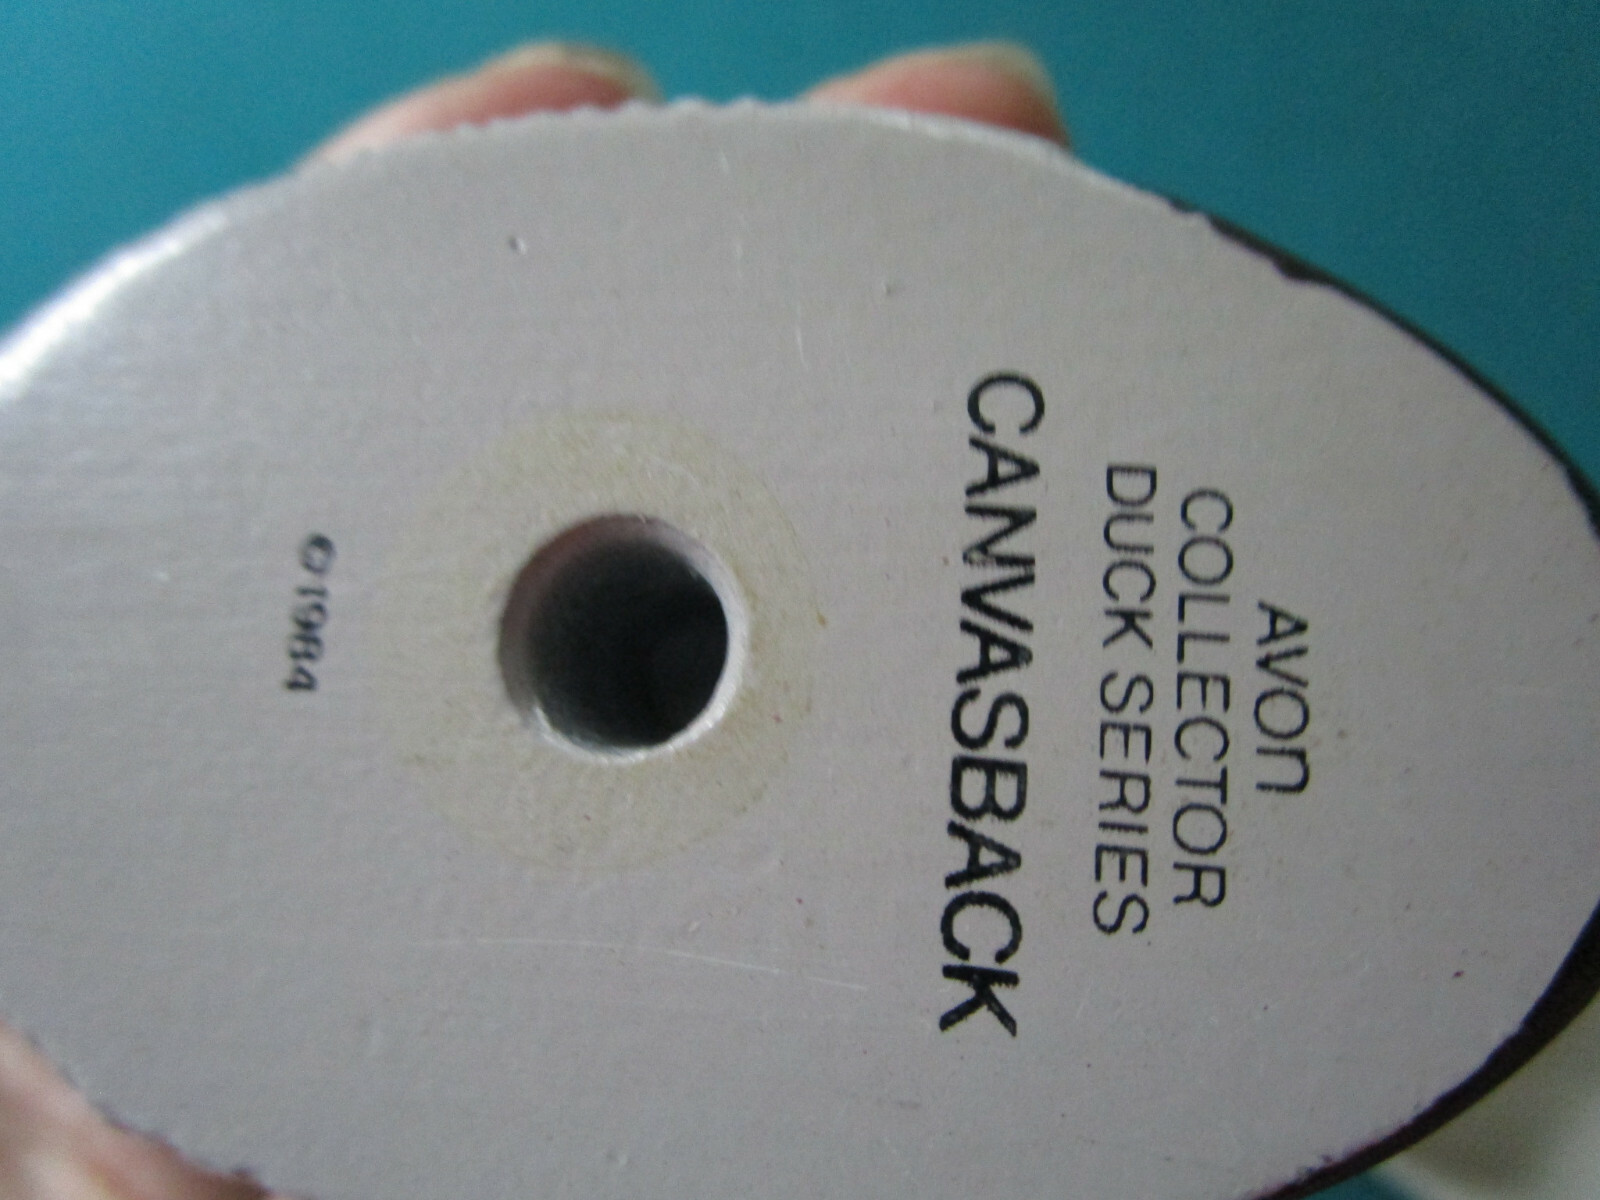 AVON
COLLECTOR
DUCK SERIES
CANVASBACK
©1984